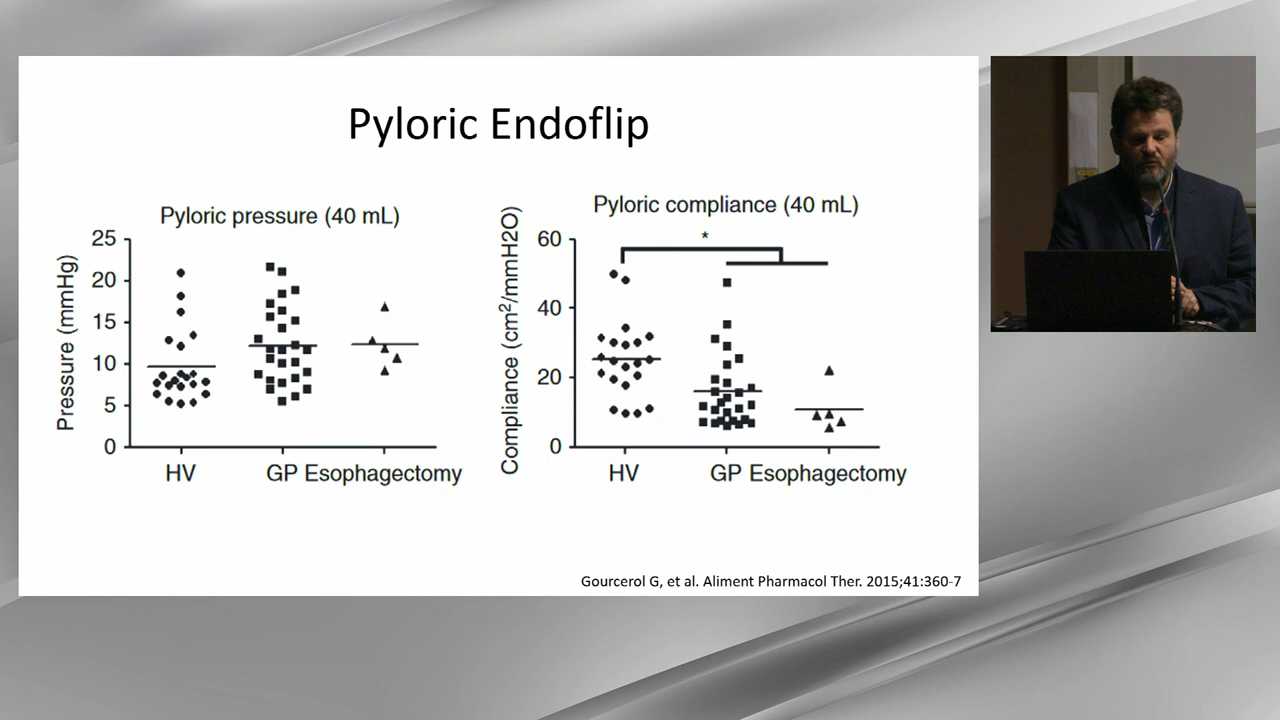 Pyloric Endoflip
Pyloric pressure (40 mL)
Pressure (mmHg)
25
20
15
10
5
0
HV
GP
Esophagectomy
Pyloric compliance (40 mL)
Compliance (cm²/mmH2O)
60
40
20
0
*
HV
GP
Esophagectomy
Gourcerol G, et al. Aliment Pharmacol Ther. 2015;41:360-7